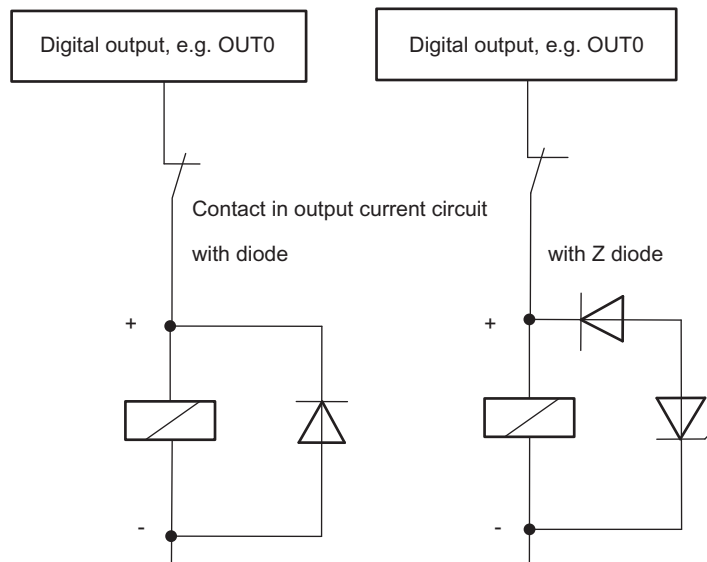 Digital output, e.g. OUT0
Digital output, e.g. OUT0
Contact in output current circuit
with diode
with Z diode
+
+
-
-